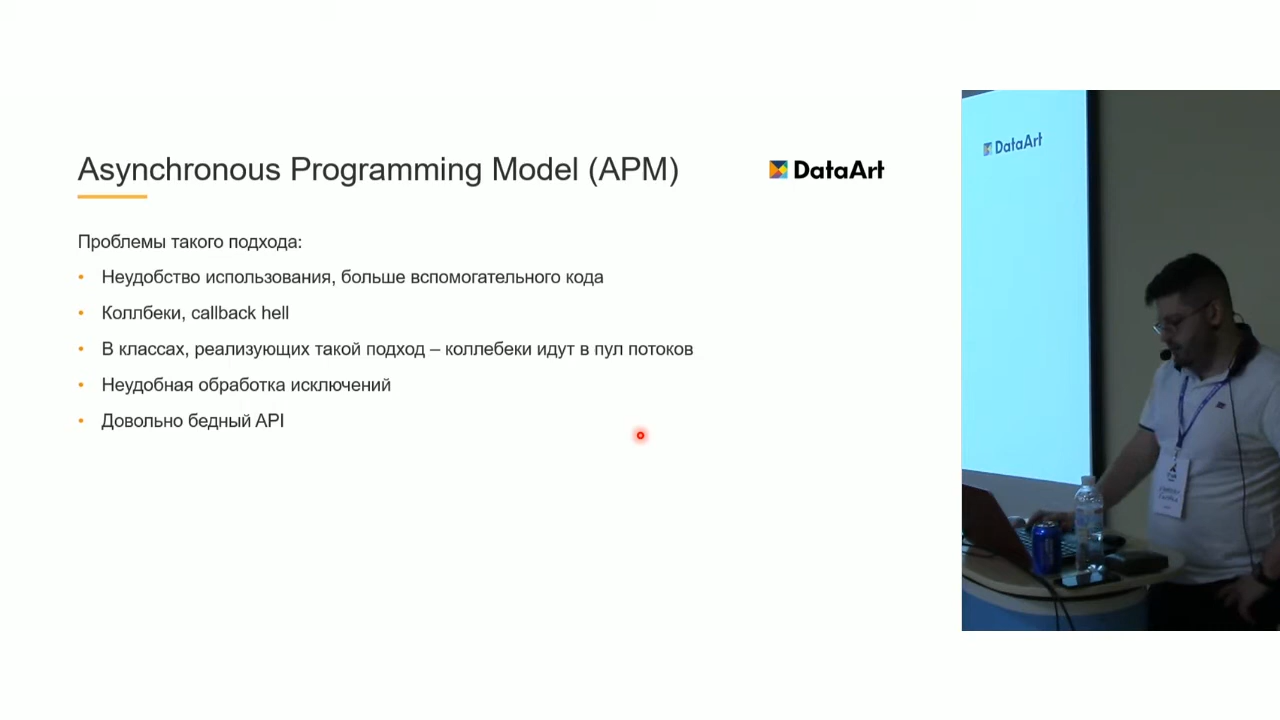 Asynchronous Programming Model (APM)
DataArt
Проблемы такого подхода:
• Неудобство использования, больше вспомогательного кода
• Коллбеки, callback hell
• В классах, реализующих такой подход – коллебеки идут в пул потоков
• Неудобная обработка исключений
• Довольно бедный API
DataArt